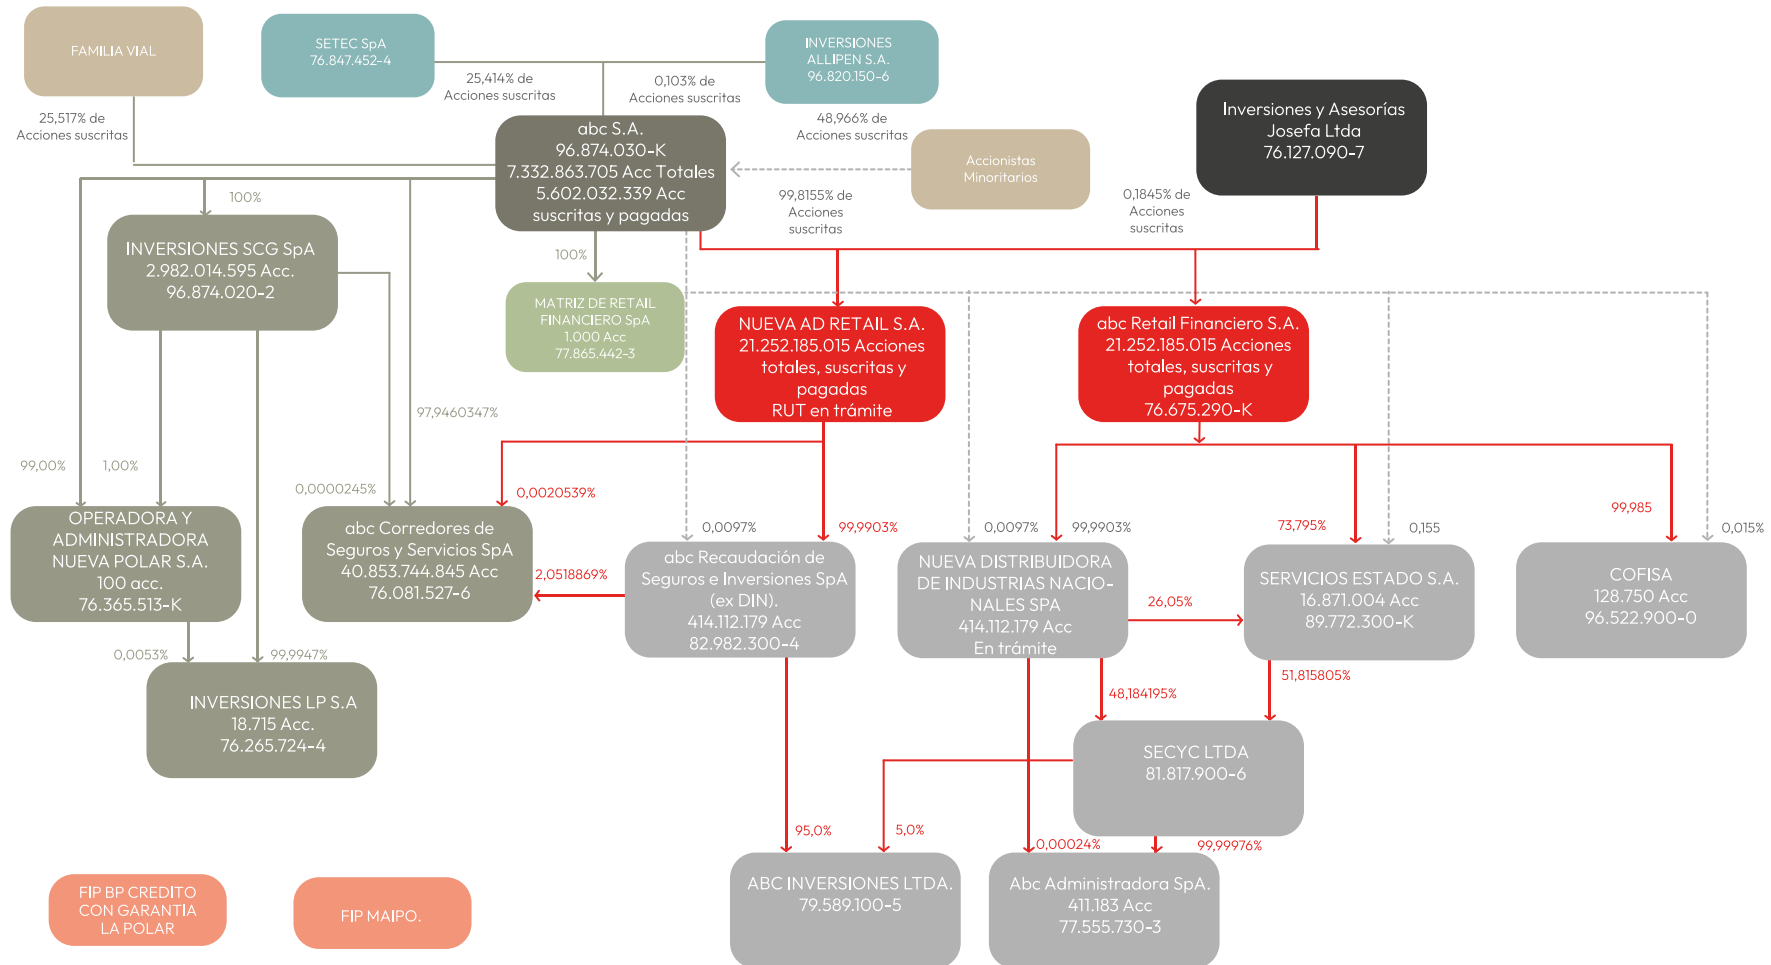 FAMILIA VIAL
SETEC SpA
76.847.452-4
INVERSIONES
ALLIPEN S.A.
96.820.150-6
25,414% de
Acciones suscritas
0,103% de
Acciones suscritas
25,517% de
Acciones suscritas
48,966% de
Acciones suscritas
abc S.A.
96.874.030-K
7.332.863.705 Acc Totales
5.602.032.339 Acc
suscritas y pagadas
Accionistas
Minoritarios
Inversiones y Asesorías
Josefa Ltda
76.127.090-7
100%
99,8155% de
Acciones
suscritas
0,1845% de
Acciones
suscritas
INVERSIONES SCG SpA
2.982.014.595 Acc.
96.874.020-2
100%
MATRIZ DE RETAIL
FINANCIERO SpA
1.000 Acc
77.865.442-3
NUEVA AD RETAIL S.A.
21.252.185.015 Acciones
totales, suscritas y
pagadas
RUT en trámite
abc Retail Financiero S.A.
21.252.185.015 Acciones
totales, suscritas y
pagadas
76.675.290-K
97,9460347%
99,00%
1,00%
0,0000245%
0,0020539%
0,0097%
99,9903%
0,0097%
99,9903%
73,795%
0,155
99,985
0,015%
OPERADORA Y
ADMINISTRADORA
NUEVA POLAR S.A.
100 acc.
76.365.513-K
abc Corredores de
Seguros y Servicios SpA
40.853.744.845 Acc
76.081.527-6
2,0518869%
abc Recaudación de
Seguros e Inversiones SpA
(ex DIN).
414.112.179 Acc
82.982.300-4
NUEVA DISTRIBUIDORA
DE INDUSTRIAS NACIO-
NALES SPA
414.112.179 Acc
En trámite
26,05%
SERVICIOS ESTADO S.A.
16.871.004 Acc
89.772.300-K
COFISA
128.750 Acc
96.522.900-0
0,0053%
99,9947%
INVERSIONES LP S.A
18.715 Acc.
76.265.724-4
48,184195%
51,815805%
SECYC LTDA
81.817.900-6
95,0%
5,0%
0,00024%
99,99976%
ABC INVERSIONES LTDA.
79.589.100-5
Abc Administradora SpA.
411.183 Acc
77.555.730-3
FIP BP CREDITO
CON GARANTIA
LA POLAR
FIP MAIPO.